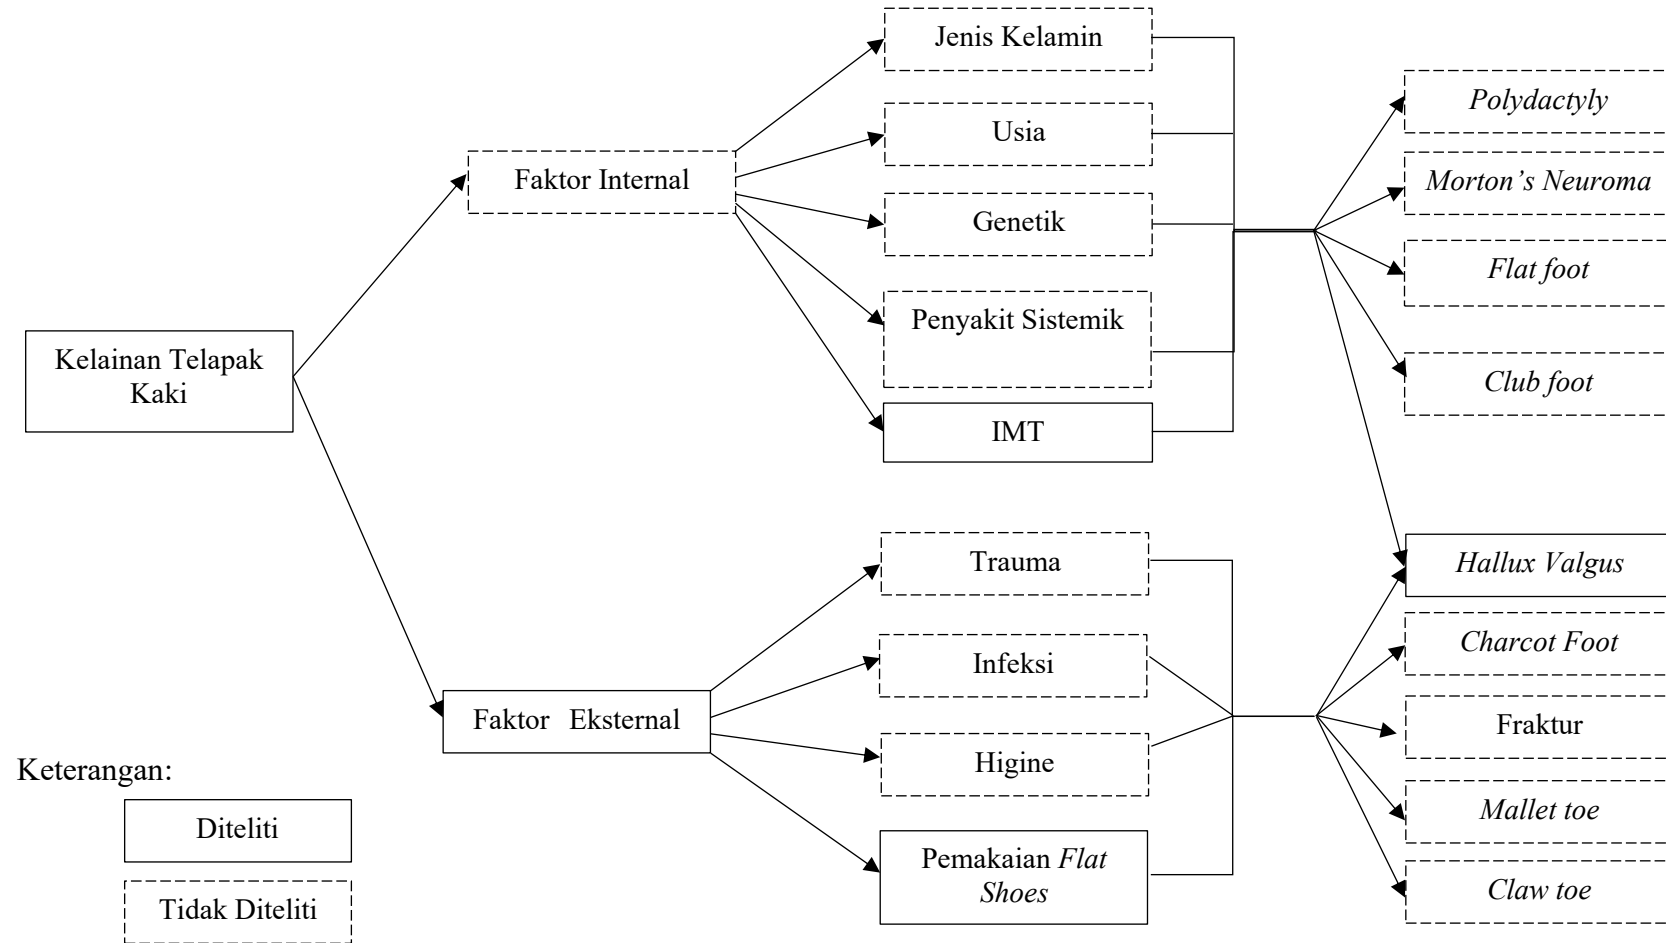 Jenis Kelamin
Polydactyly
Usia
Morton’s Neuroma
Faktor Internal
Genetik
Flat foot
Penyakit Sistemik
Kelainan Telapak
Kaki
Club foot
IMT
Trauma
Hallux Valgus
Infeksi
Charcot Foot
Faktor Eksternal
Fraktur
Higine
Keterangan:
Mallet toe
Diteliti
Pemakaian Flat
Shoes
Claw toe
Tidak Diteliti